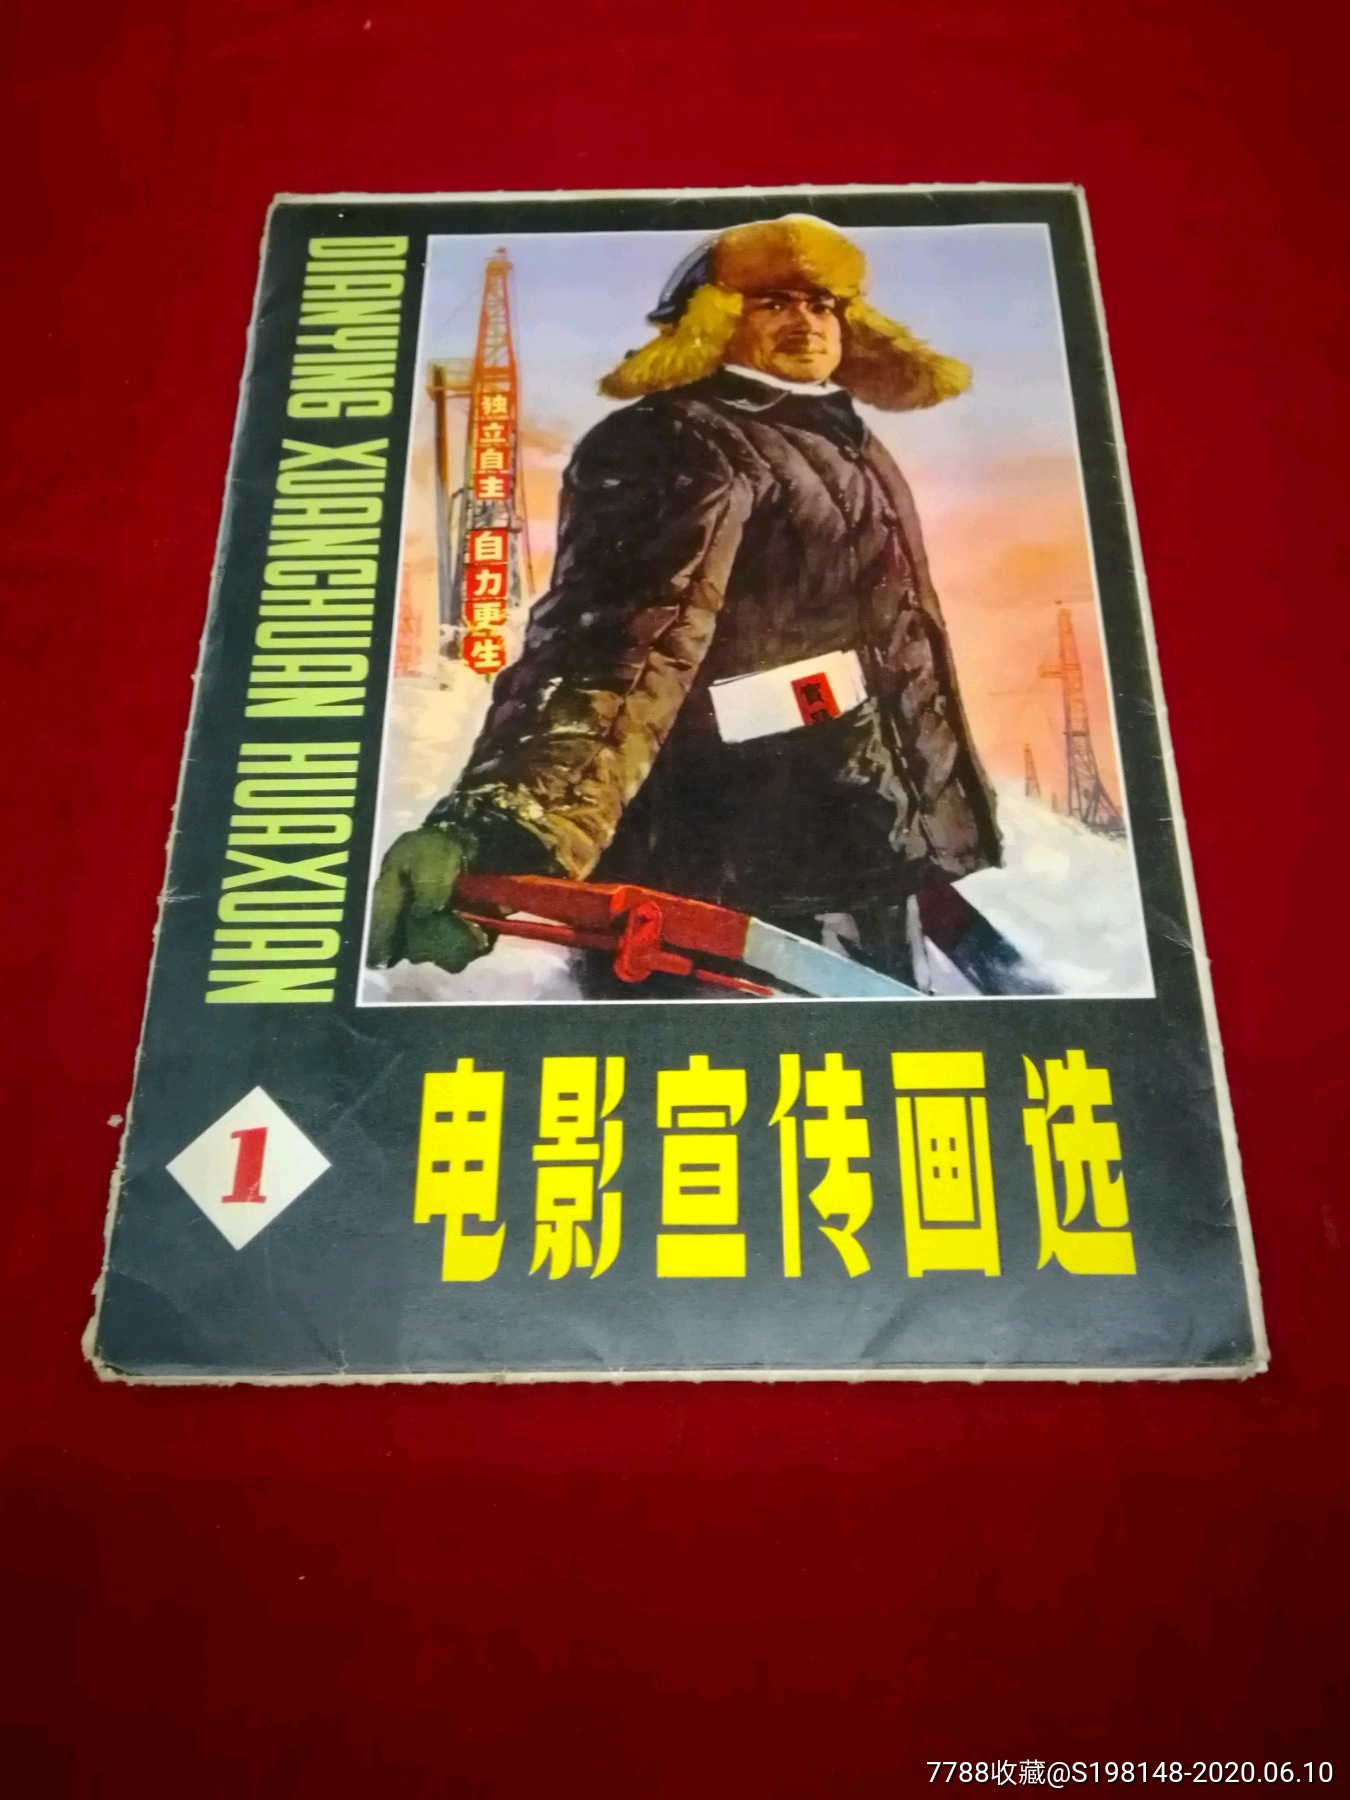 DIANYING XUANCHUAN HUAXUAN
独立自主
自力更生
1
电影宣传画选
7788收藏@S198148-2020.06.10